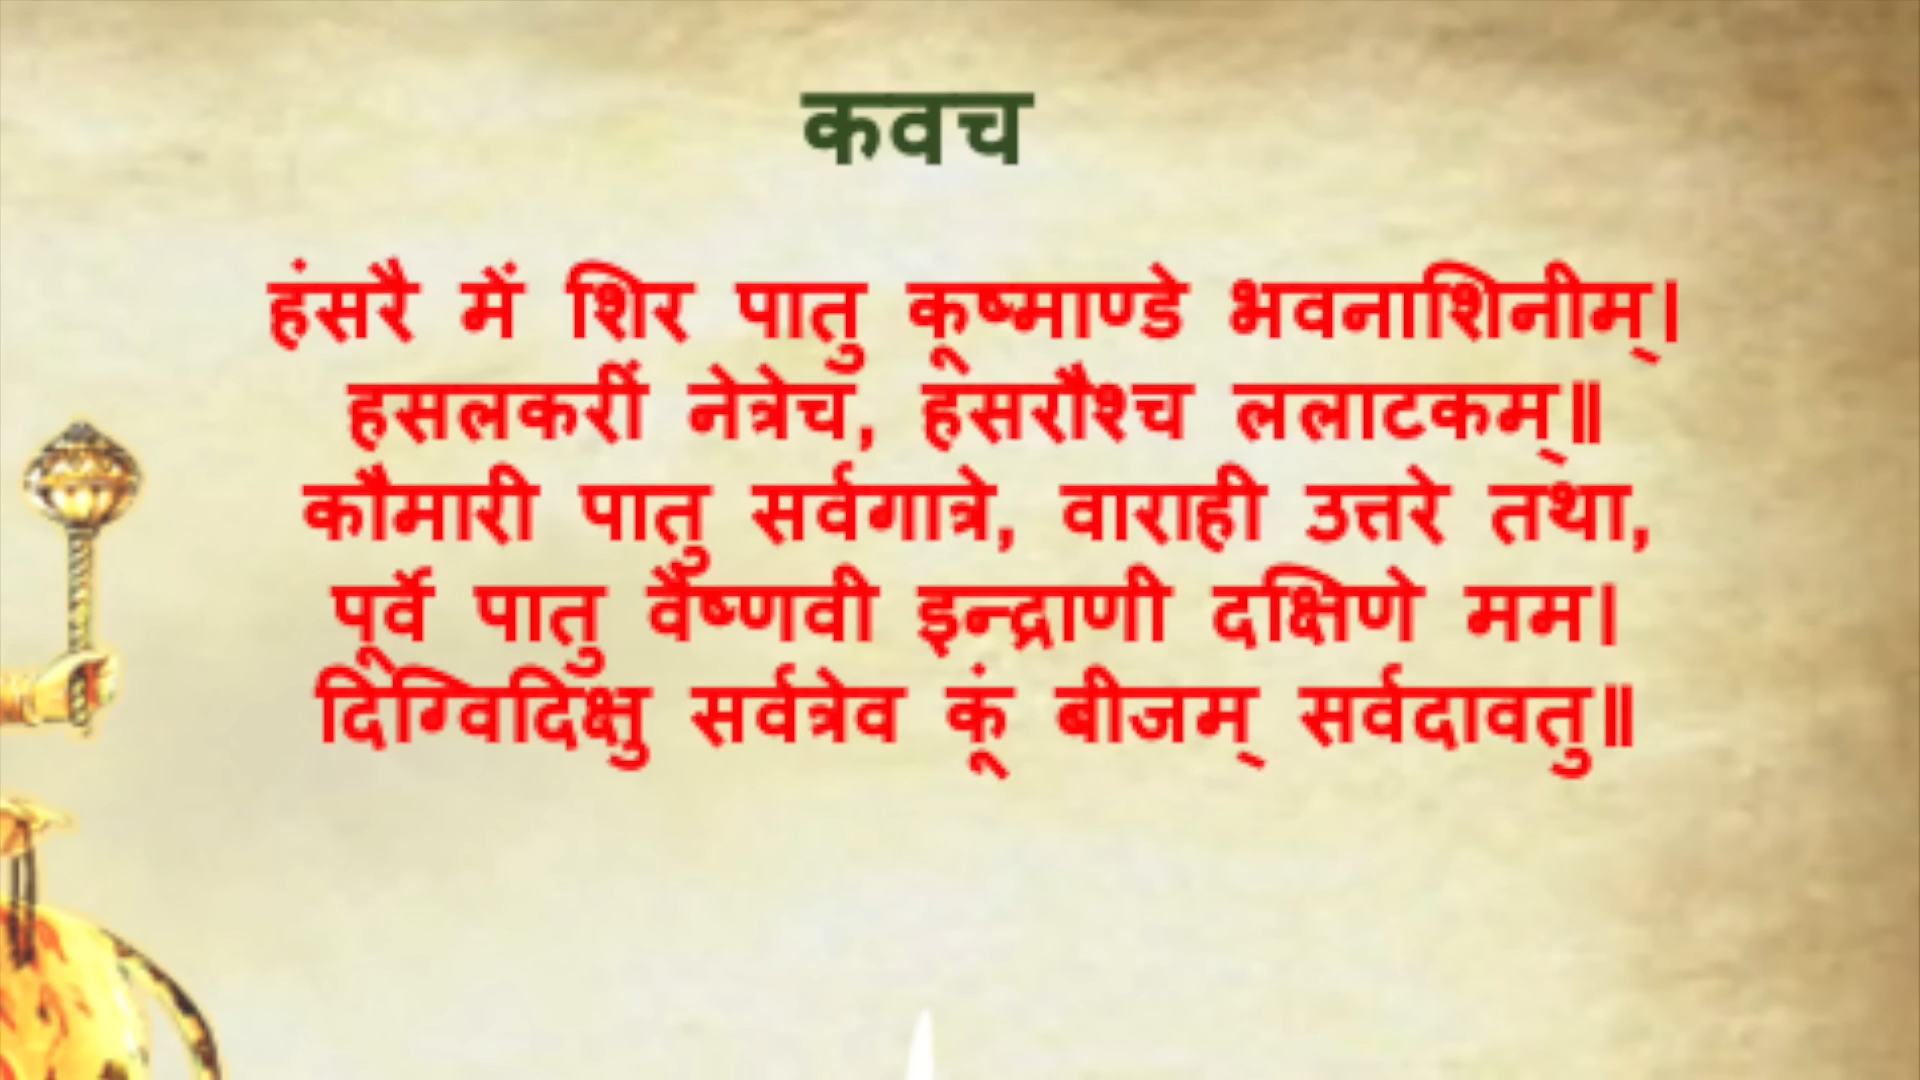 कवच
हंसरै में शिर पातु कूष्माण्डे भवनाशिनीम्।
हसलकरीं नेत्रेच, हसरौश्च ललाटकम्॥
कौमारी पातु सर्वगात्रे, वाराही उत्तरे तथा,
पूर्वे पातु वैष्णवी इन्द्राणी दक्षिणे मम।
दिग्विदिक्षु सर्वत्रेव कूं बीजम् सर्वदावतु॥